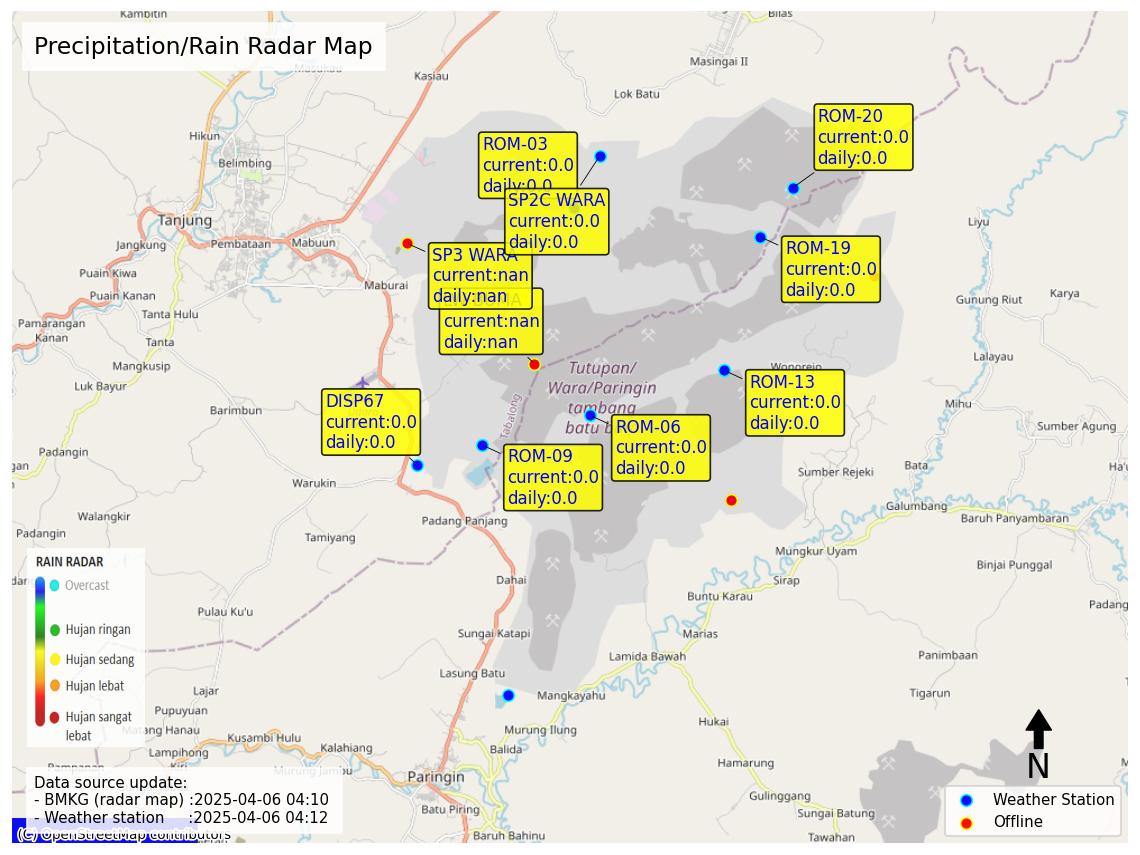 Kambitin
Bilas
Precipitation/Rain Radar Map
Masukau
Kasiau
Masingai II
Lok Batu
Hikun
Belimbing
ROM-03
current:0.0
daily:0.0
ROM-20
current:0.0
daily:0.0
SP2C WARA
current:0.0
daily:0.0
Tanjung
Jangkung
Pembataan
Mabuun
Liyu
SP3 WARA
current:nan
daily:nan
ROM-19
current:0.0
daily:0.0
Puain Kiwa
Puain Kanan
Maburai
Tanta Hulu
Gunung Riut
Karya
current:nan
daily:nan
Pamarangan
Kanan
Tanta
Mangkusip
Luk Bayur
Lalayau
Wonorejo
Tutupan/
Wara/Paringin
tambang
batu b
ROM-13
current:0.0
daily:0.0
DISP67
current:0.0
daily:0.0
Barimbun
Tabalong
Mihu
Sumber Agung
ROM-06
current:0.0
daily:0.0
ROM-09
current:0.0
daily:0.0
Padangin
Bata
Sumber Rejeki
Warukin
Galumbang
Baruh Panyambaran
Walangkir
Padangin
Padang Panjang
Tamiyang
Mungkur Uyam
Binjai Punggal
RAIN RADAR
Overcast
Hujan ringan
Hujan sedang
Hujan lebat
Hujan sangat
lebat
Dahai
Sirap
Buntu Karau
Padang
Pulau Ku'u
Sungai Katapi
Marias
Lamida Bawah
Panimbaan
Lasung Batu
Lajar
Mangkayahu
Tigarun
Pupuyuan
Matang Hanau
Murung Ilung
Hukai
Kusambi Hulu
Lampihong
Kalahiang
Balida
Hamarung
N
Murung Jambu
Paringin
Data source update:
- BMKG (radar map) :2025-04-06 04:10
- Weather station :2025-04-06 04:12
Batu Piring
Gulinggang
Sungai Batung
Baruh Bahinu
Tawahan
Weather Station
Offline
(C) OpenStreetMap contributors